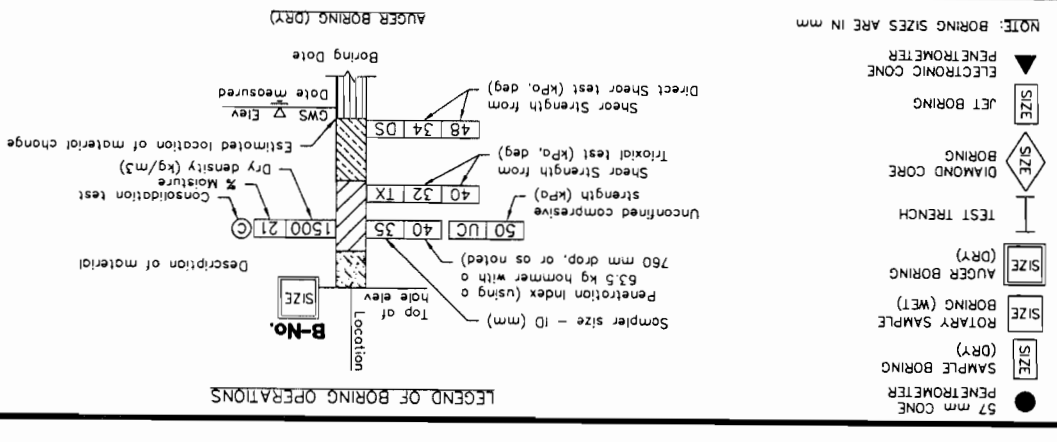 LEGEND OF BORING OPERATIONS
57 mm CONE
PENETROMETER
SIZE
SAMPLE BORING
(DRY)
SIZE
ROTARY SAMPLE
BORING (WET)
SIZE
AUGER BORING
(DRY)
TEST TRENCH
SIZE
DIAMOND CORE
BORING
SIZE
JET BORING
ELECTRONIC CONE
PENETROMETER
NOTE: BORING SIZES ARE IN mm
Location
B-No.
SIZE
Top of
hole elev
Sampler size - ID (mm)
Penetration Index (using a
63.5 kg hammer with a
760 mm, drop, or as noted)
Description of material
50 UC 40 35
1500 21 C
Unconfined compresive
strength (kPa)
Consolidation test
% Moisture
Dry density (kg/m3)
40 32 TX
Shear Strength from
Triaxial test (kPa, deg)
Estimated location of material change
48 34 DS
Shear Strength from
Direct Shear test (kPa, deg)
GWS Elev
Date measured
Boring Date
AUGER BORING (DRY)